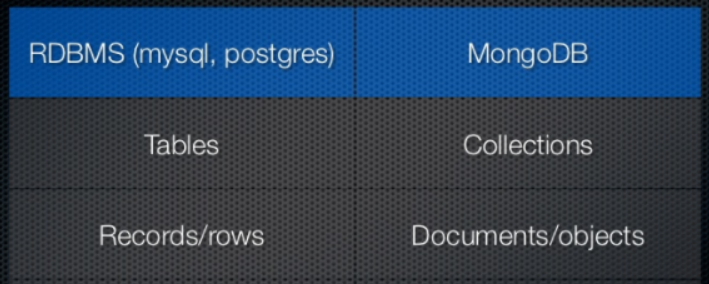 RDBMS (mysql, postgres) MongoDB
Tables Collections
Records/rows Documents/objects